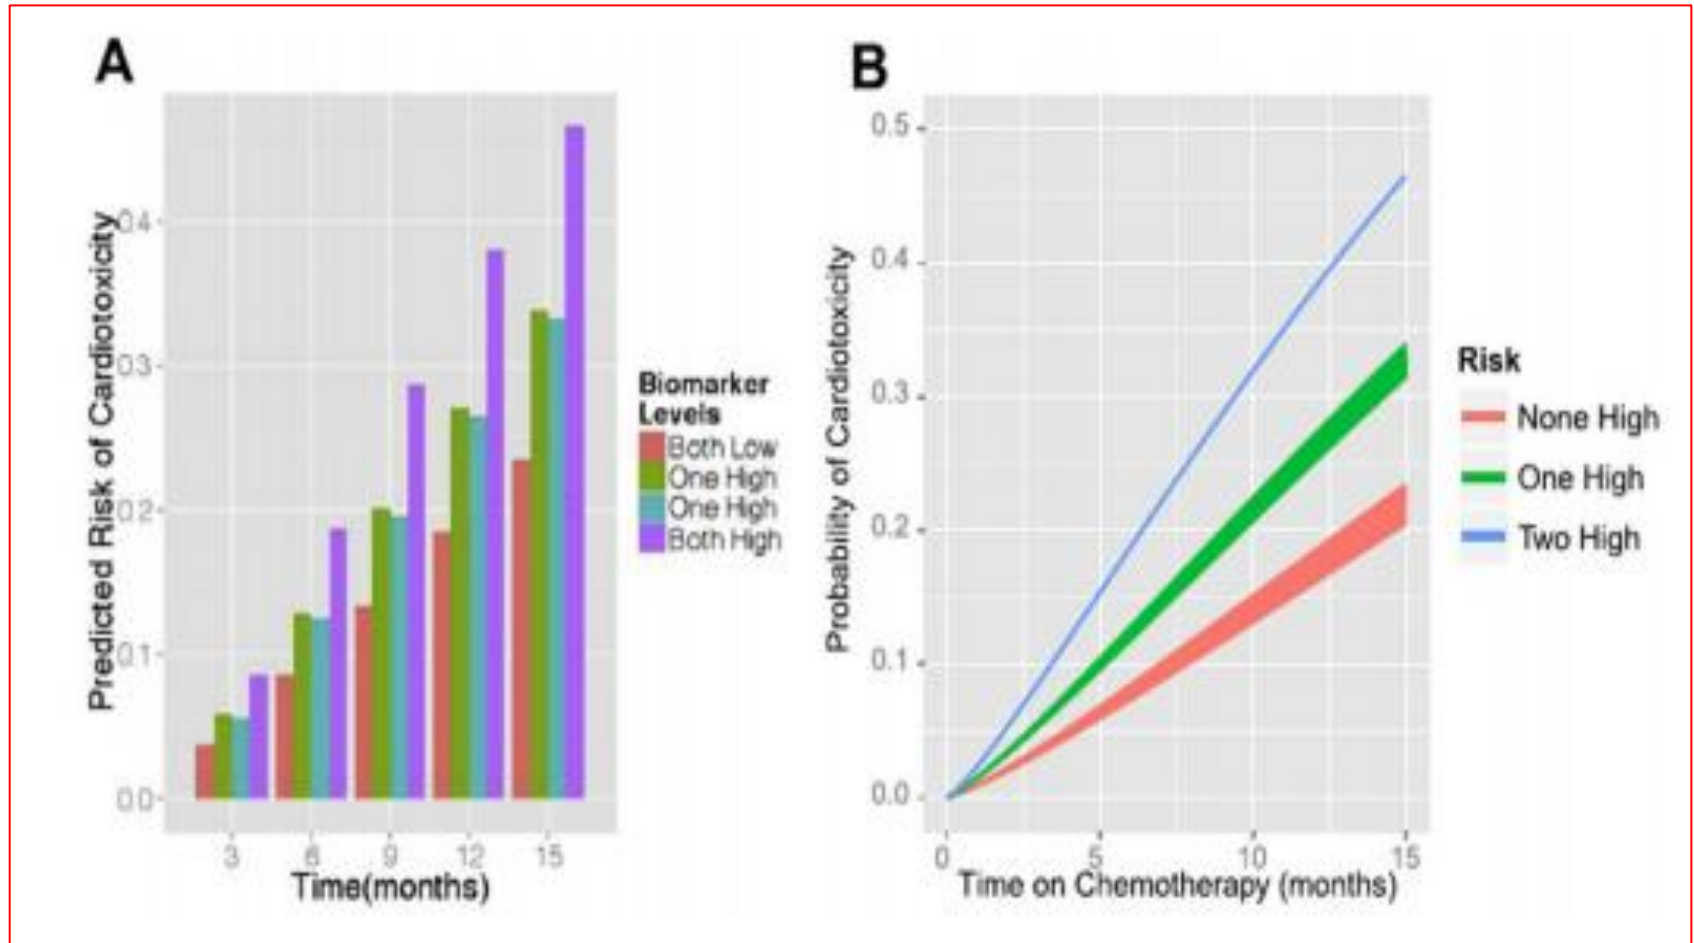 A
Predicted Risk of Cardiotoxicity
0.4
0.3
0.2
0.1
0.0
3 6 9 12 15
Time(months)
Biomarker
Levels
Both Low
One High
One High
Both High
B
Probability of Cardiotoxicity
0.5
0.4
0.3
0.2
0.1
0.0
0 5 10 15
Time on Chemotherapy (months)
Risk
None High
One High
Two High